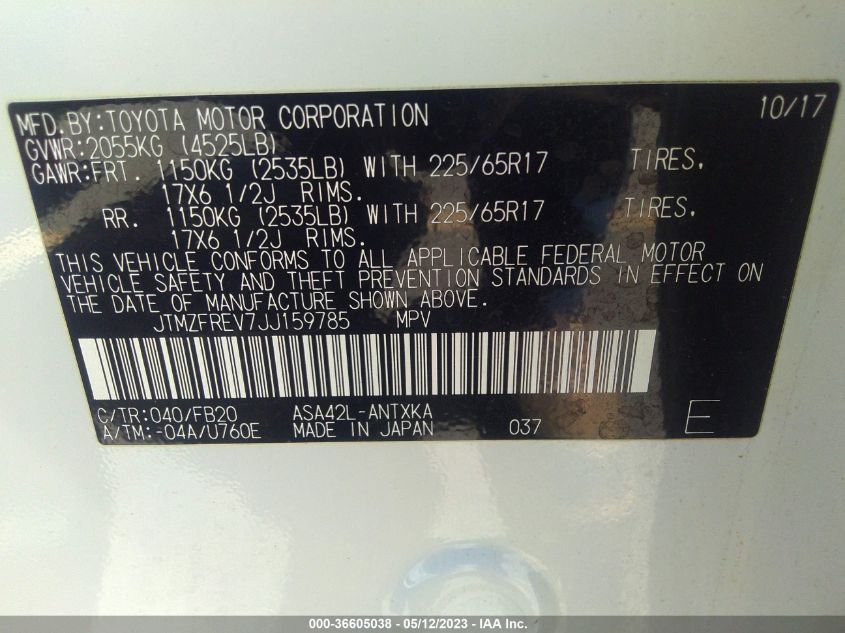 MFD.BY:TOYOTA MOTOR CORPORATION 10/17
GVWR:2055KG (4525LB)
GAWR:FRT. 1150KG (2535LB) WITH 225/65R17 TIRES.
17X6 1/2J RIMS.
RR. 1150KG (2535LB) WITH 225/65R17 TIRES.
17X6 1/2J RIMS.
THIS VEHICLE CONFORMS TO ALL APPLICABLE FEDERAL MOTOR
VEHICLE SAFETY AND THEFT PREVENTION STANDARDS IN EFFECT ON
THE DATE OF MANUFACTURE SHOWN ABOVE.
JTMZFREV7JJ159785 MPV
C/TR:040/FB20 ASA42L-ANTXKA
A/TM:-04A/U760E MADE IN JAPAN 037 E
000-36605038 - 05/12/2023 - IAA Inc.